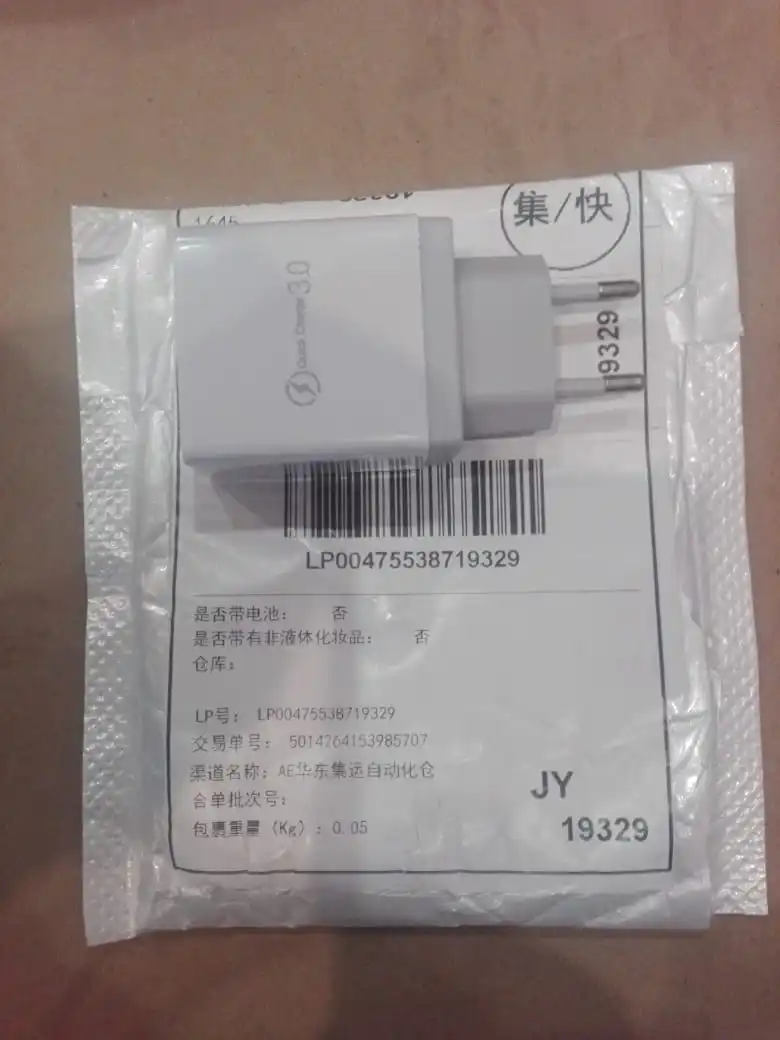 集/快
Quick Charge 3.0
9329
LP00475538719329
是否带电池： 否
是否带有非液体化妆品： 否
仓库：
LP号： LP00475538719329
交易单号： 5014264153985707
渠道名称：AE华东集运自动化仓
合单批次号：
包裹重量（Kg）：0.05
JY
19329